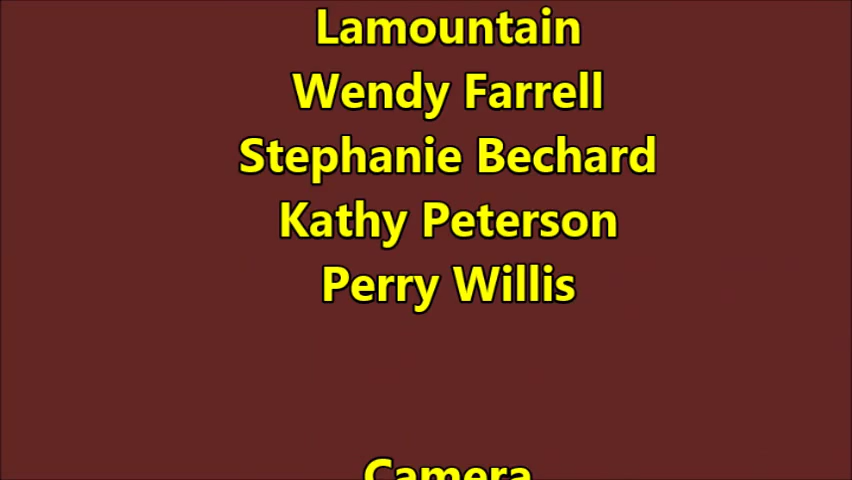 Lamountain
Wendy Farrell
Stephanie Bechard
Kathy Peterson
Perry Willis
Camera